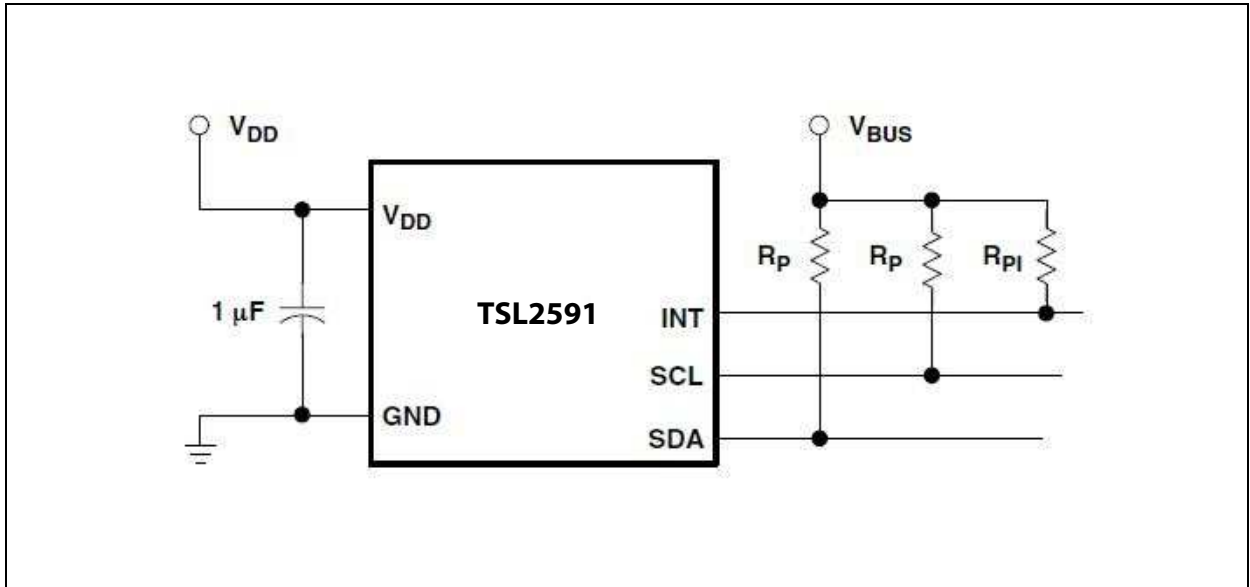 VDD
VBUS
VDD
RP
RP
RPI
1 μF
TSL2591
INT
SCL
GND
SDA